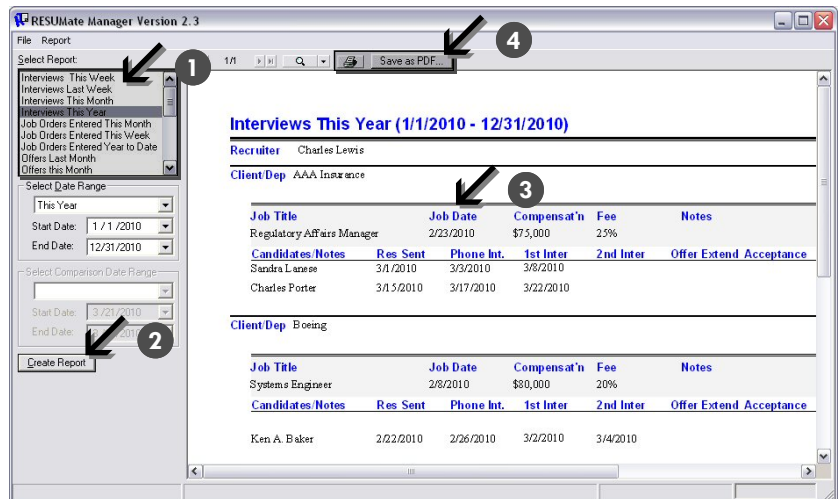 RESUMate Manager Version 2.3
File Report
Select Report:
1/1
Save as PDF...
4
1
Interviews This Week
Interviews Last Week
Interviews This Month
Interviews This Year
Job Orders Entered This Month
Job Orders Entered This Week
Job Orders Entered Year to Date
Offers Last Month
Offers this Month
Select Date Range
This Year
Start Date: 1 / 1 /2010
End Date: 12/31/2010
Select Comparison Date Range
Start Date: 3 /21/2010
End Date:
2
Create Report
Interviews This Year (1/1/2010 - 12/31/2010)
Recruiter Charles Lewis
Client/Dep AAA Insurance
3
Job Title Job Date Compensat'n Fee Notes
Regulatory Affairs Manager 2/23/2010 $75,000 25%
Candidates/Notes Res Sent Phone Int. 1st Inter 2nd Inter Offer Extend Acceptance
Sandra Lanese 3/1/2010 3/3/2010 3/8/2010
Charles Porter 3/15/2010 3/17/2010 3/22/2010
Client/Dep Boeing
Job Title Job Date Compensat'n Fee Notes
Systems Engineer 2/8/2010 $80,000 20%
Candidates/Notes Res Sent Phone Int. 1st Inter 2nd Inter Offer Extend Acceptance
Ken A. Baker 2/22/2010 2/26/2010 3/2/2010 3/4/2010